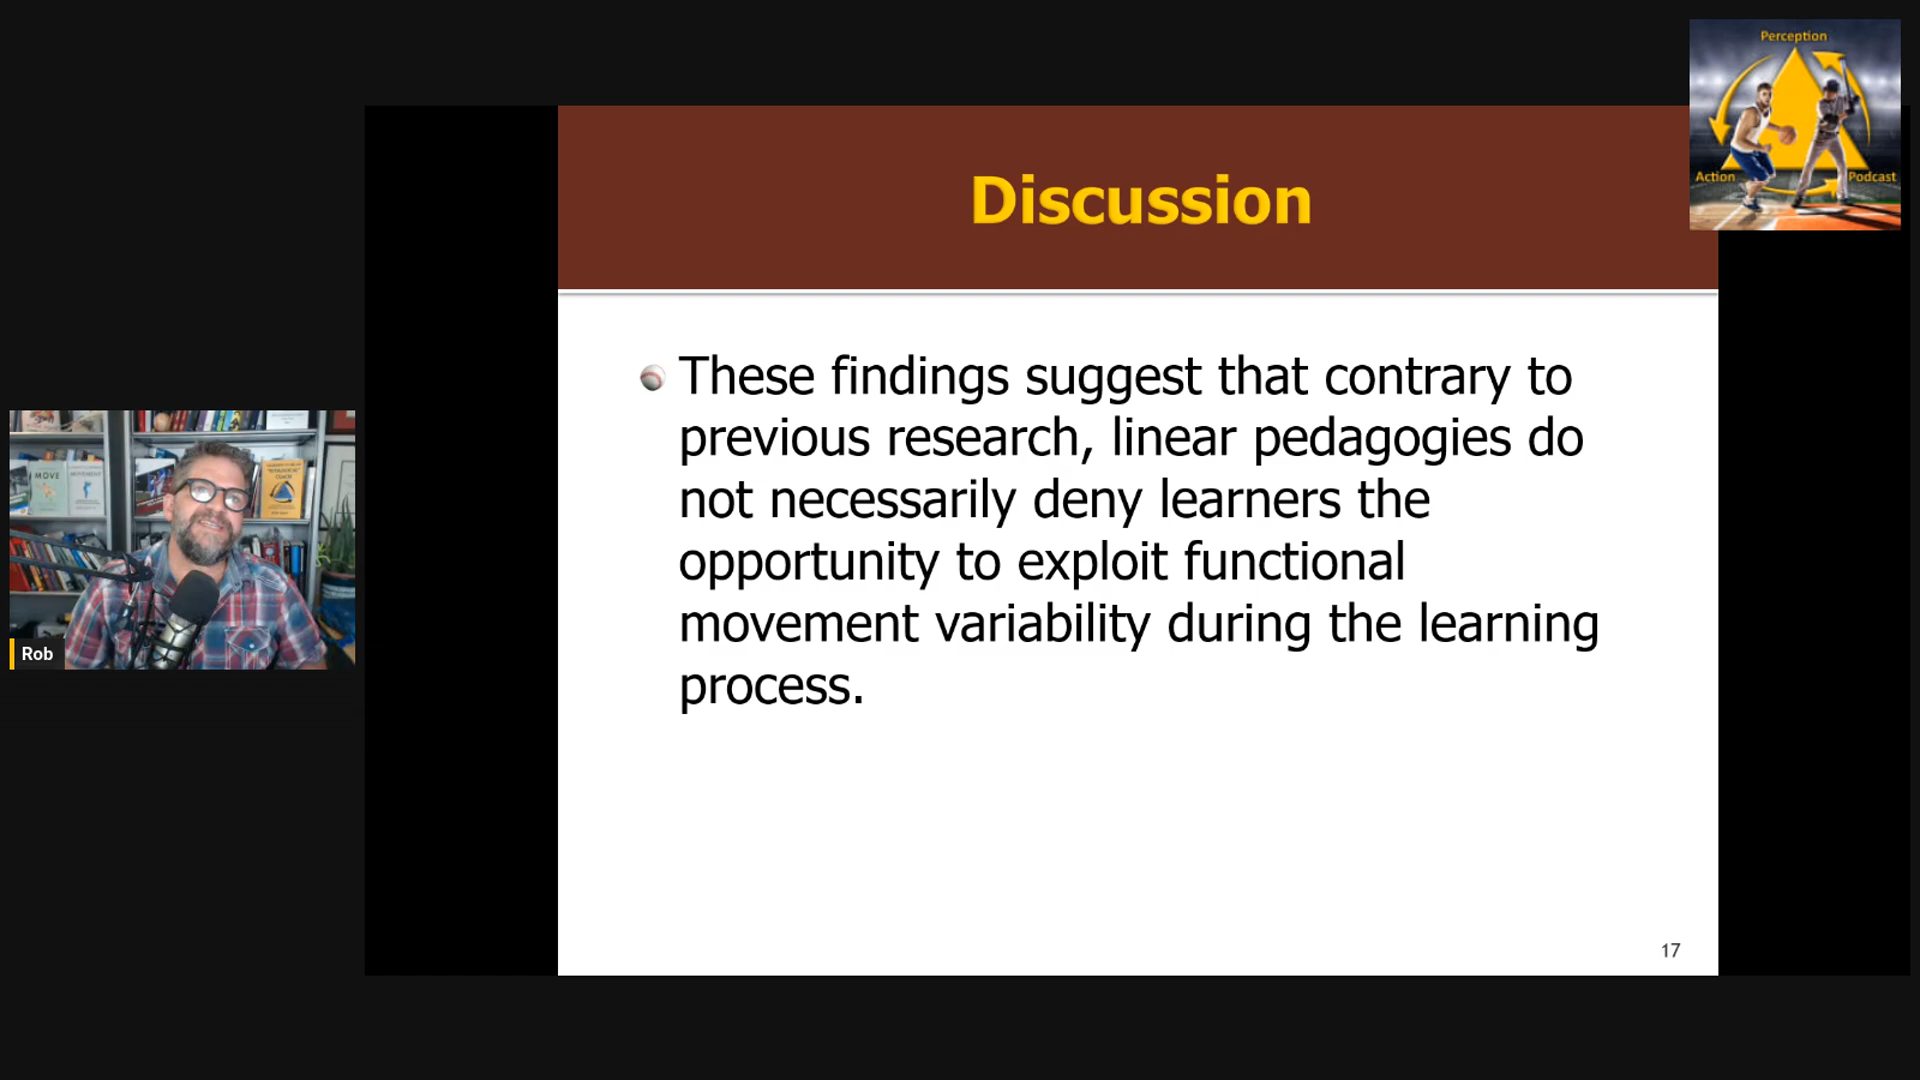 Perception
Action
Podcast
Discussion
These findings suggest that contrary to
previous research, linear pedagogies do
not necessarily deny learners the
opportunity to exploit functional
movement variability during the learning
process.
MOVE
Rob
17